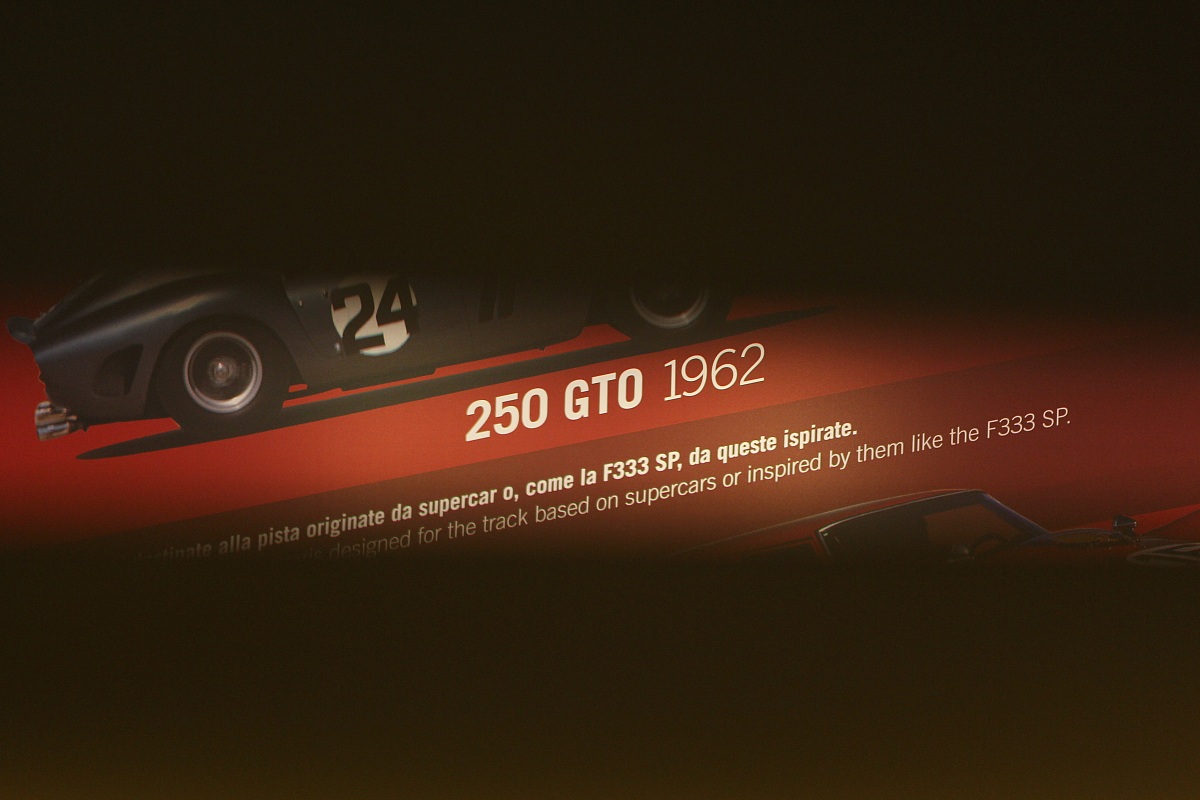 24
250 GTO 1962
alla pista originate da supercar o, come la F333 SP, da queste ispirate.
designed for the track based on supercars or inspired by them like the F333 SP.